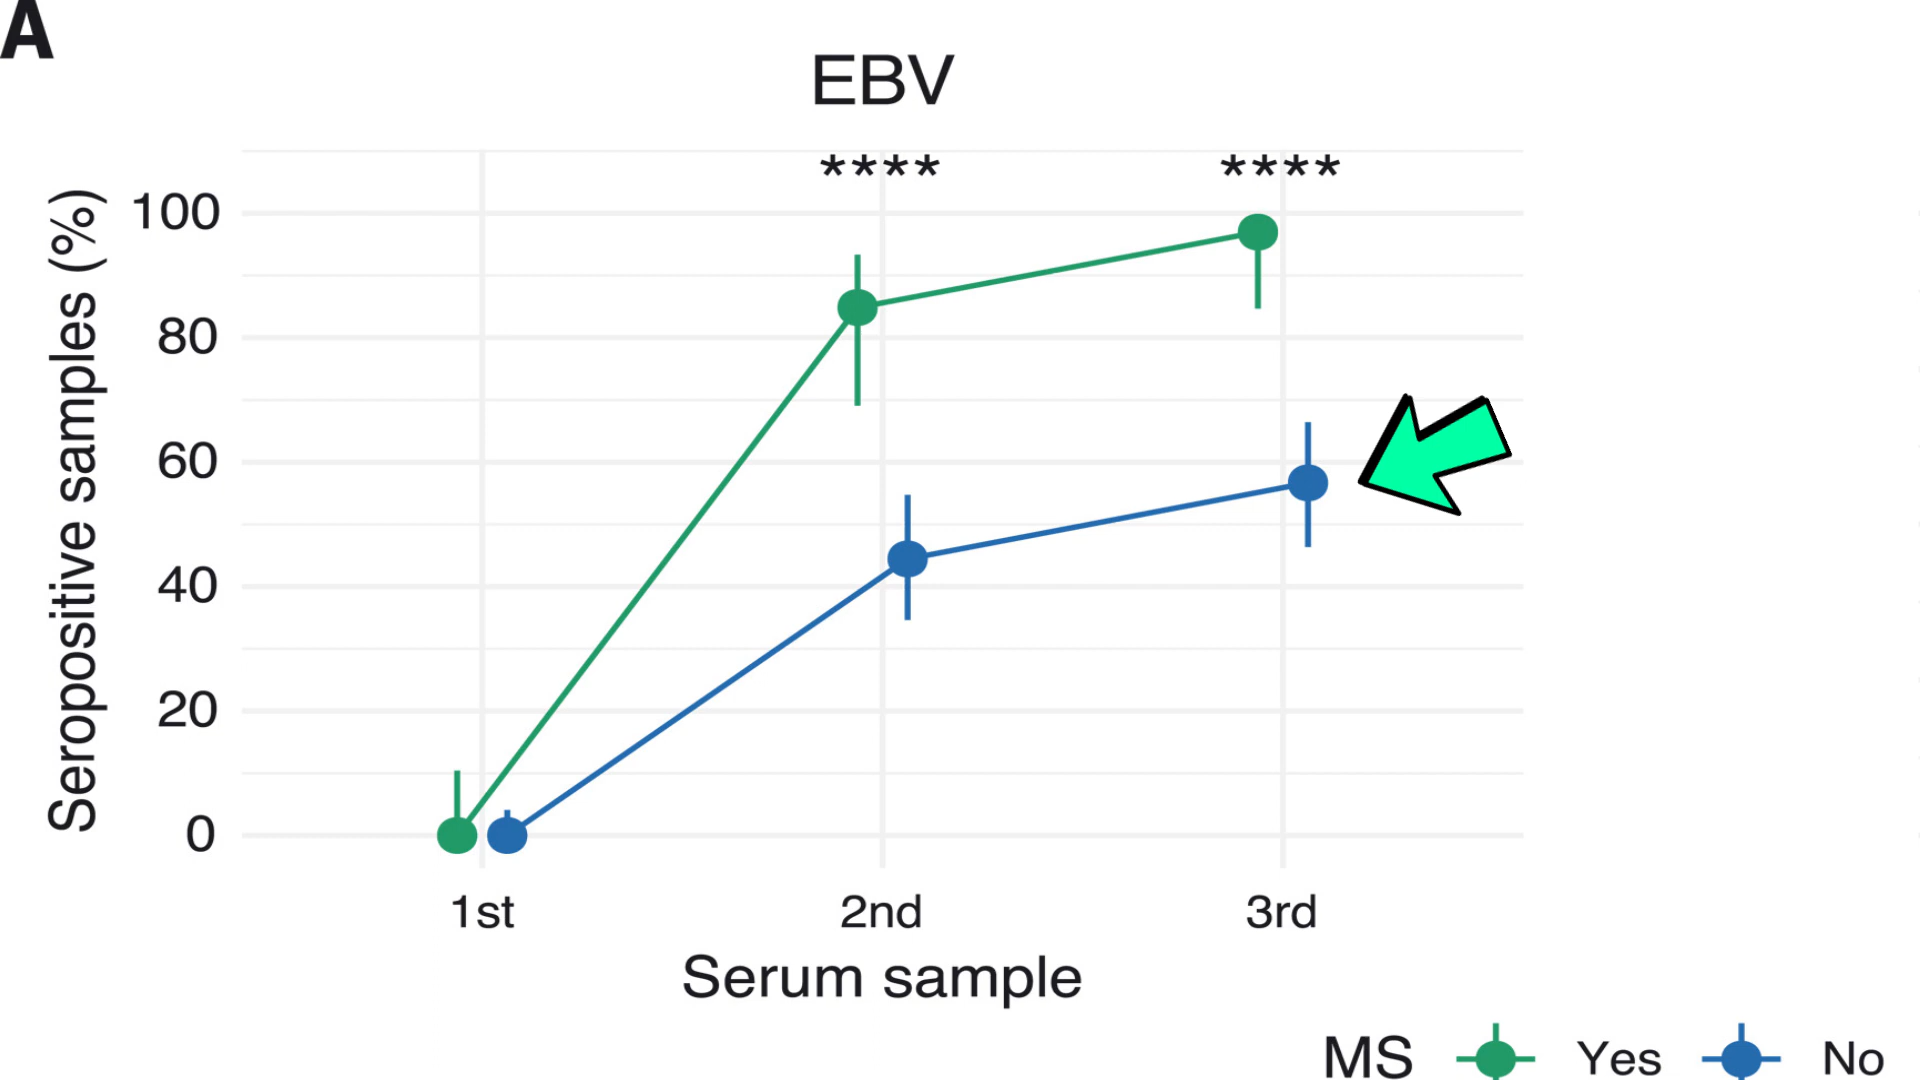 A
EBV
**** ****
Seropositive samples (%)
100
80
60
40
20
0
1st 2nd 3rd
Serum sample
MS Yes No